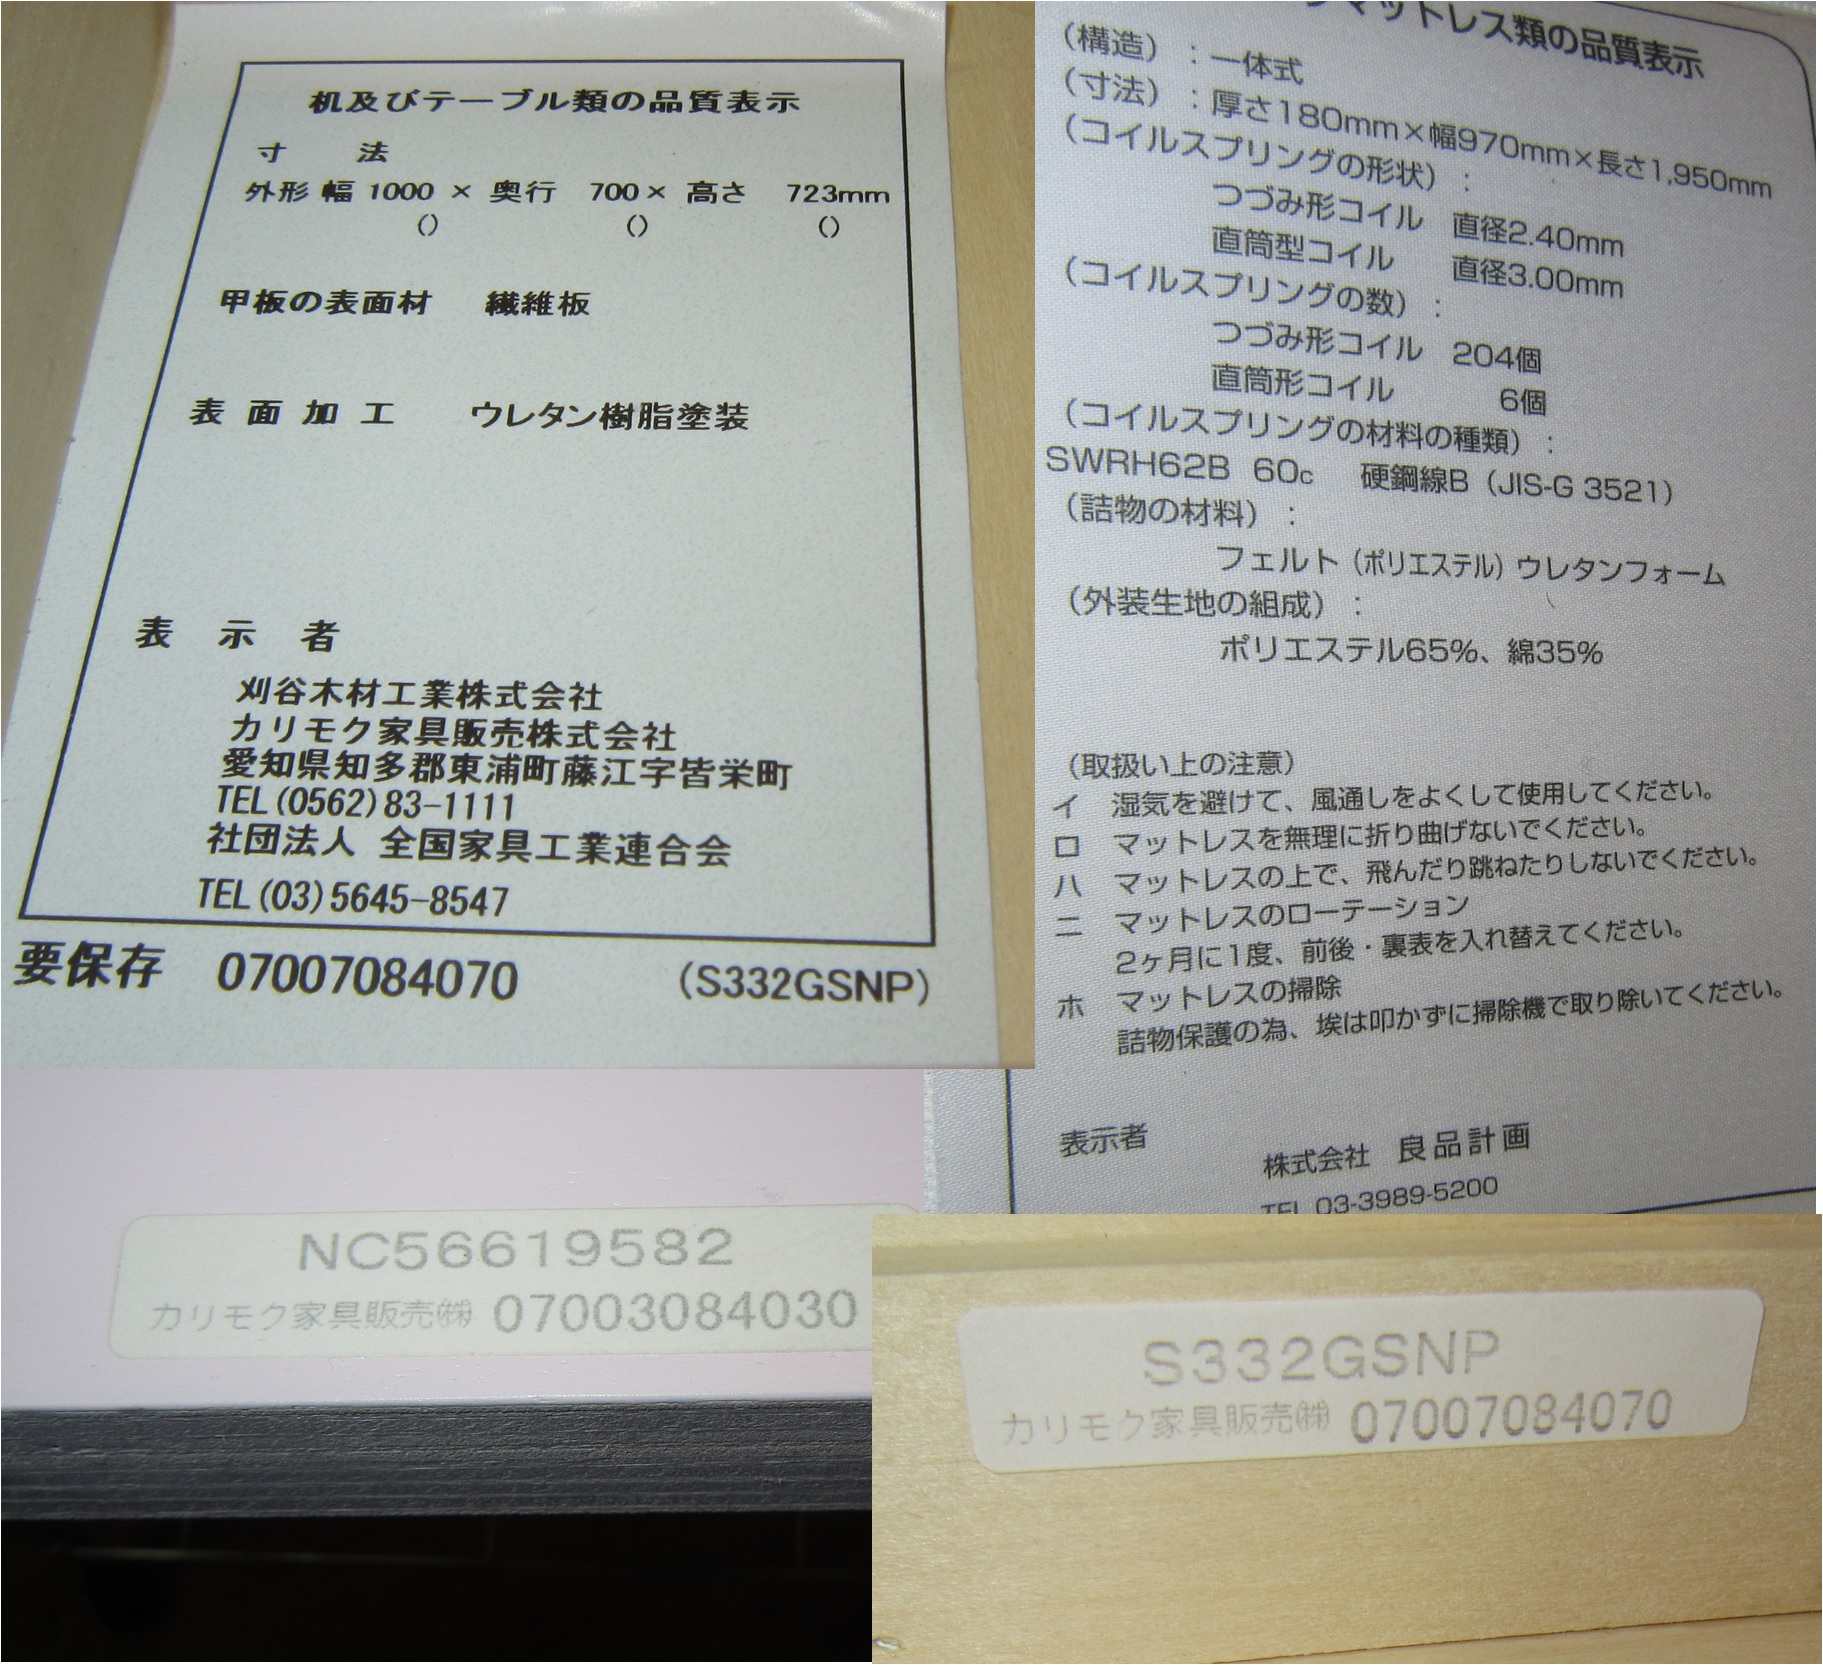 机及びテーブル類の品質表示
寸 法
外形 幅 1000 × 奥行 700 × 高さ 723mm
() () ()
甲板の表面材 繊維板
表面加工 ウレタン樹脂塗装
表示者
刈谷木材工業株式会社
カリモク家具販売株式会社
愛知県知多郡東浦町藤江字皆栄町
TEL(0562)83-1111
社団法人 全国家具工業連合会
TEL(03)5645-8547
要保存 07007084070 (S332GSNP)
マットレス類の品質表示
(構造):一体式
(寸法):厚さ180mm×幅970mm×長さ1,950mm
(コイルスプリングの形状):
つづみ形コイル 直径2.40mm
直筒型コイル 直径3.00mm
(コイルスプリングの数):
つづみ形コイル 204個
直筒形コイル 6個
(コイルスプリングの材料の種類):
SWRH62B 60c 硬鋼線B(JIS-G 3521)
(詰物の材料):
フェルト(ポリエステル)ウレタンフォーム
(外装生地の組成):
ポリエステル65%、綿35%
(取扱い上の注意)
イ 湿気を避けて、風通しをよくして使用してください。
ロ マットレスを無理に折り曲げないでください。
ハ マットレスの上で、飛んだり跳ねたりしないでください。
ニ マットレスのローテーション
2ヶ月に1度、前後・裏表を入れ替えてください。
ホ マットレスの掃除
詰物保護の為、埃は叩かずに掃除機で取り除いてください。
表示者
株式会社 良品計画
TEL 03-3989-5200
NC56619582
カリモク家具販売㈱ 07003084030
S332GSNP
カリモク家具販売㈱ 07007084070